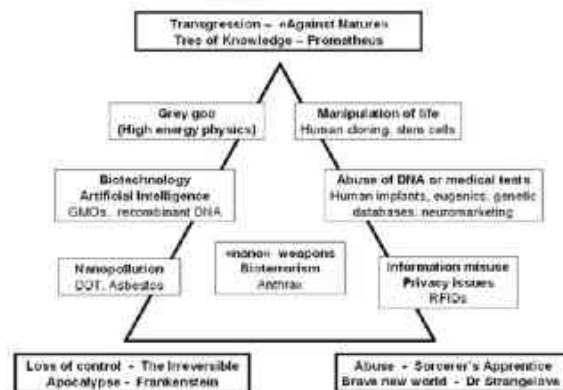 Transgression – «Against Nature»
Tree of Knowledge – Prometheus
Grey goo
(High energy physics)
Manipulation of life
Human cloning, stem cells
Biotechnology
Artificial Intelligence
GMOs, recombinant DNA
Abuse of DNA or medical tests
Human implants, eugenics, genetic
databases, neuromarketing
Nanopollution
DDT, Asbestos
«nano» weapons
Bioterrorism
Anthrax
Information misuse
Privacy Issues
RFIDs
Loss of control - The Irreversible
Apocalypse - Frankenstein
Abuse - Sorcerer's Apprentice
Brave new world - Dr Strangelove